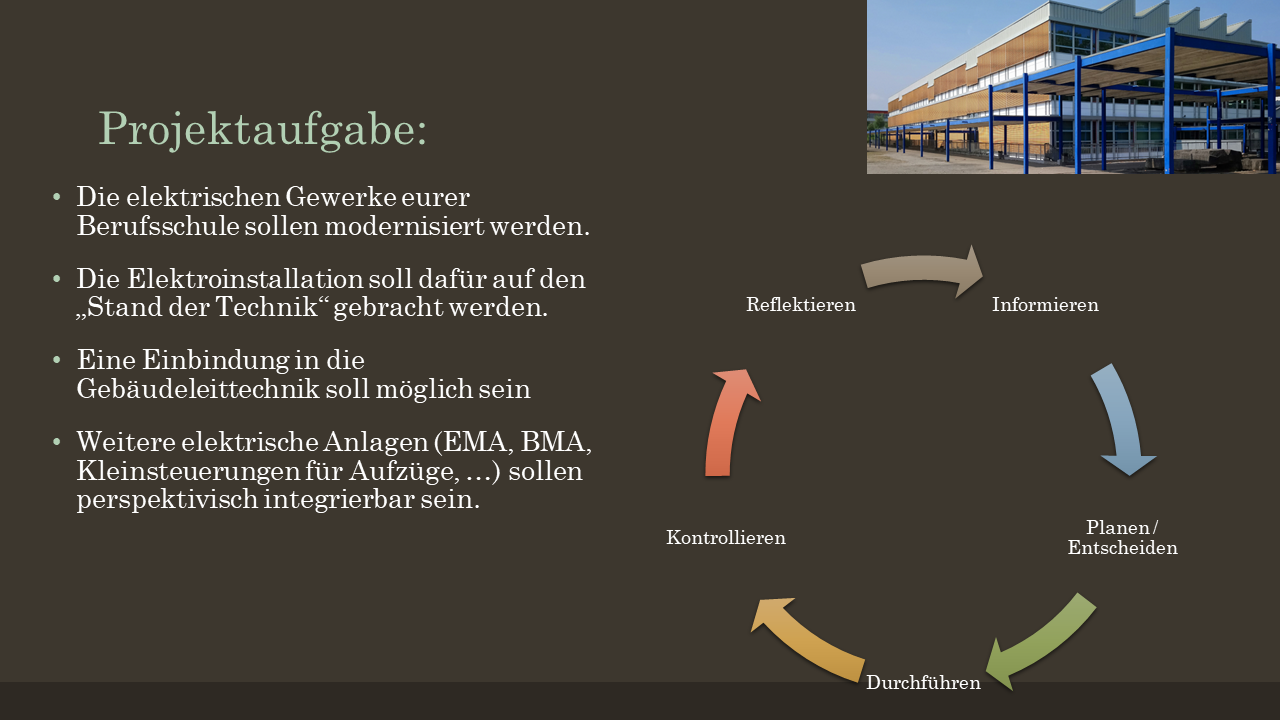 Projektaufgabe:
• Die elektrischen Gewerke eurer
Berufsschule sollen modernisiert werden.
• Die Elektroinstallation soll dafür auf den
„Stand der Technik“ gebracht werden.
• Eine Einbindung in die
Gebäudeleittechnik soll möglich sein
• Weitere elektrische Anlagen (EMA, BMA,
Kleinsteuerungen für Aufzüge, …) sollen
perspektivisch integrierbar sein.
Reflektieren
Informieren
Planen /
Entscheiden
Durchführen
Kontrollieren